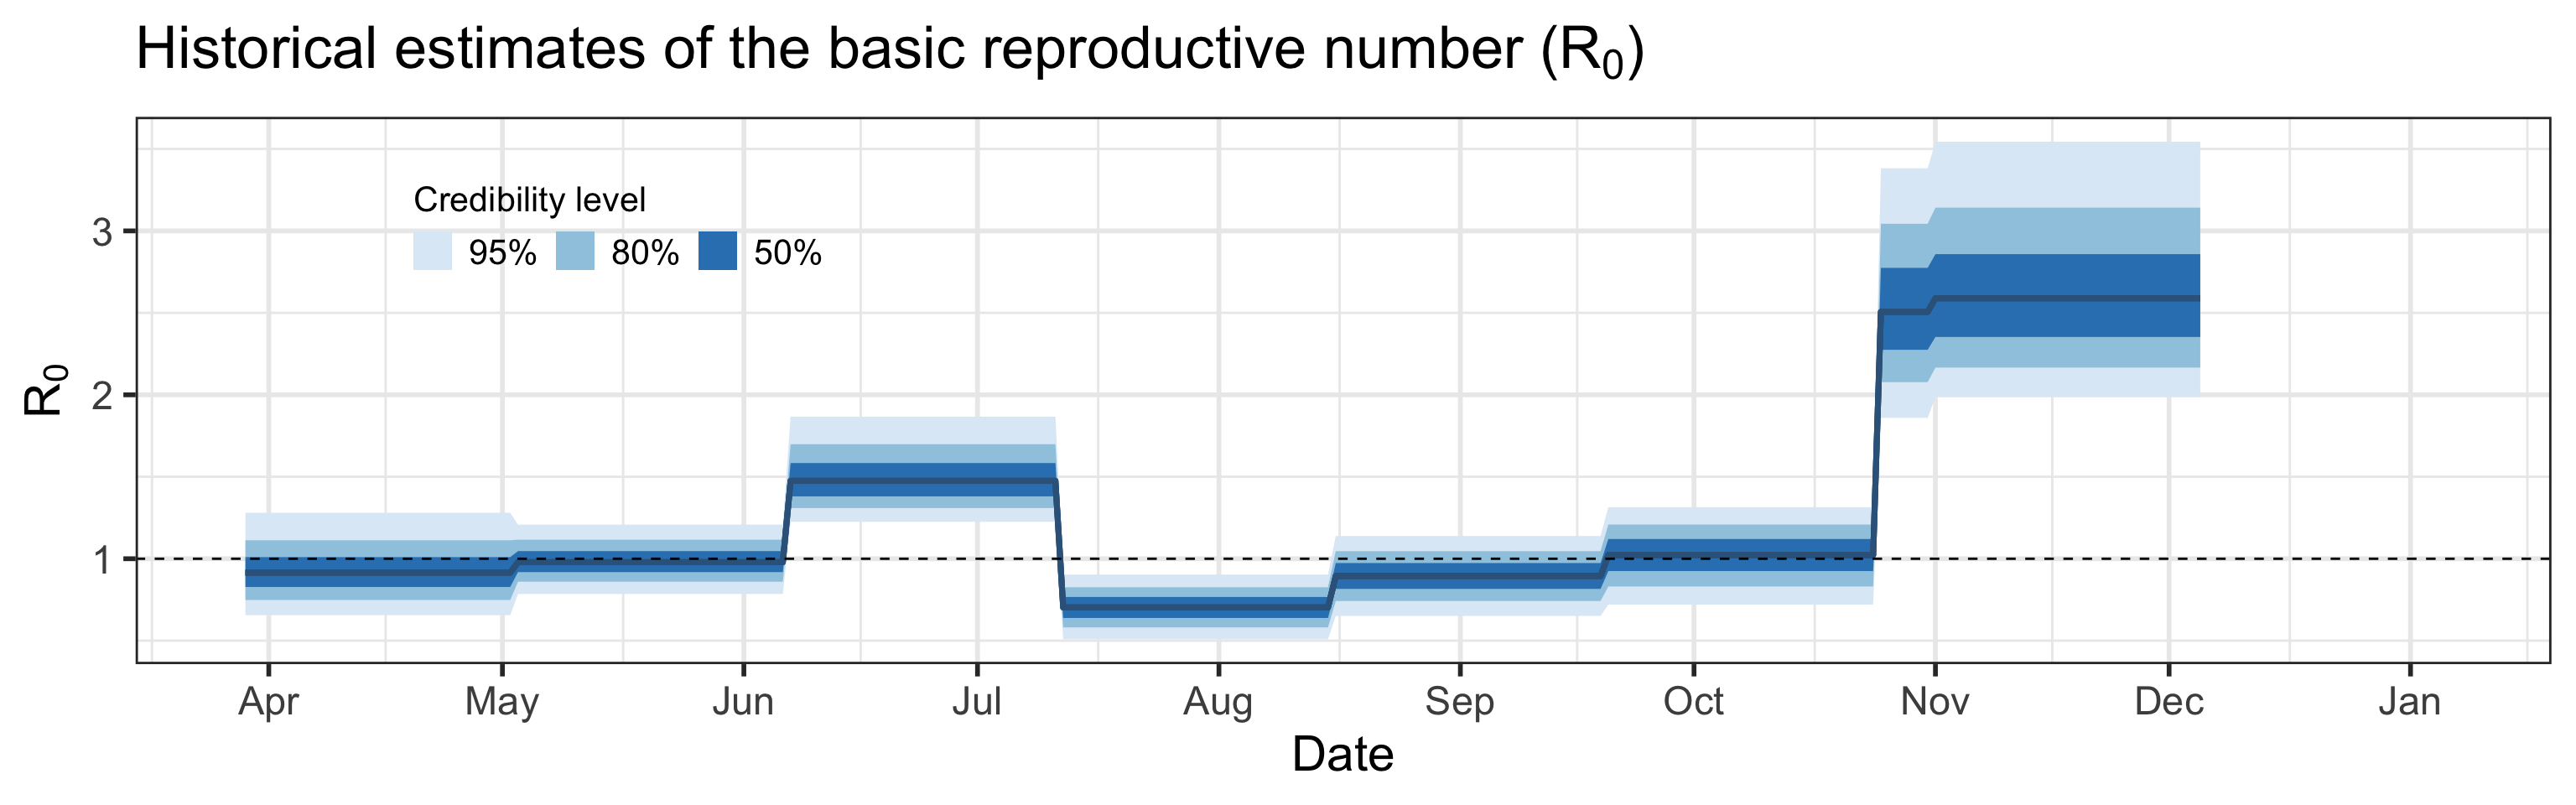 Historical estimates of the basic reproductive number (R₀)
Credibility level
95% 80% 50%
R₀
3
2
1
Apr May Jun Jul Aug Sep Oct Nov Dec Jan
Date